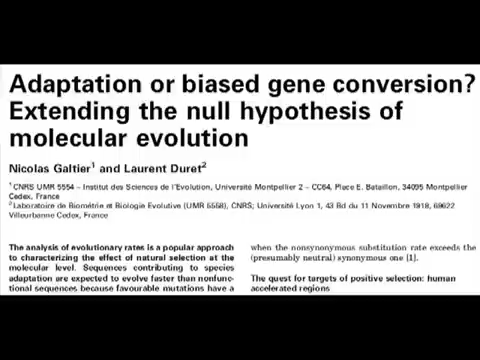 Adaptation or biased gene conversion?
Extending the null hypothesis of
molecular evolution
Nicolas Galtier1 and Laurent Duret2
1 CNRS UMR 5554 – Institut des Sciences de l'Evolution, Université Montpellier 2 – CC64, Place E. Bataillon, 34095 Montpellier
Cedex, France
2 Laboratoire de Biométrie et Biologie Evolutive (UMR 5558), CNRS; Université Lyon 1, 43 Bd du 11 Novembre 1918, 69622
Villeurbanne Cedex, France
The analysis of evolutionary rates is a popular approach
to characterizing the effect of natural selection at the
molecular level. Sequences contributing to species
adaptation are expected to evolve faster than nonfunc-
tional sequences because favourable mutations have a
when the nonsynonymous substitution rate exceeds the
(presumably neutral) synonymous one [1].
The quest for targets of positive selection: human
accelerated regions